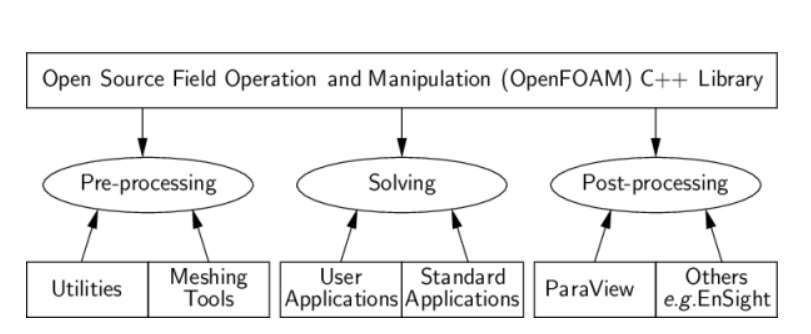 Open Source Field Operation and Manipulation (OpenFOAM) C++ Library
Pre-processing
Solving
Post-processing
Utilities
Meshing
Tools
User
Applications
Standard
Applications
ParaView
Others
e.g.EnSight